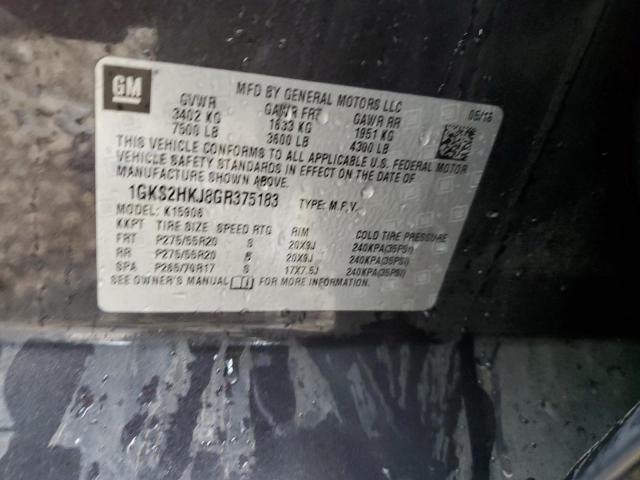 GM
MFD BY GENERAL MOTORS LLC 05/16
GVWR GAWR FRT GAWR RR
3402 KG 1633 KG 1951 KG
7500 LB 3600 LB 4300 LB
THIS VEHICLE CONFORMS TO ALL APPLICABLE U.S. FEDERAL MOTOR
VEHICLE SAFETY STANDARDS IN EFFECT ON THE DATE OF
MANUFACTURE SHOWN ABOVE.
1GKS2HKJ8GR375183 TYPE: M.P.V.
MODEL: K15906
KKPT TIRE SIZE SPEED RTG RIM COLD TIRE PRESSURE
FRT P275/55R20 S 20X9J 240KPA(35PSI)
RR P275/55R20 S 20X9J 240KPA(35PSI)
SPA P265/70R17 S 17X7.5J 240KPA(35PSI)
SEE OWNER'S MANUAL FOR MORE INFORMATION.